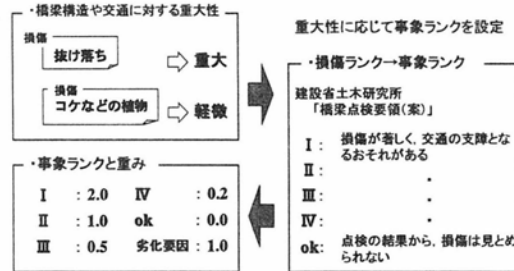 ・橋梁構造や交通に対する重大性
損傷
抜け落ち
重大
損傷
コケなどの植物
軽微
重大性に応じて事象ランクを設定
・損傷ランク→事象ランク
建設省土木研究所
「橋梁点検要領(案)」
I : 損傷が著しく、交通の支障とな
るおそれがある
II :
III :
IV :
ok: 点検の結果から、損傷は見とめ
られない
・事象ランクと重み
I : 2.0 IV : 0.2
II : 1.0 ok : 0.0
III : 0.5 劣化要因 : 1.0